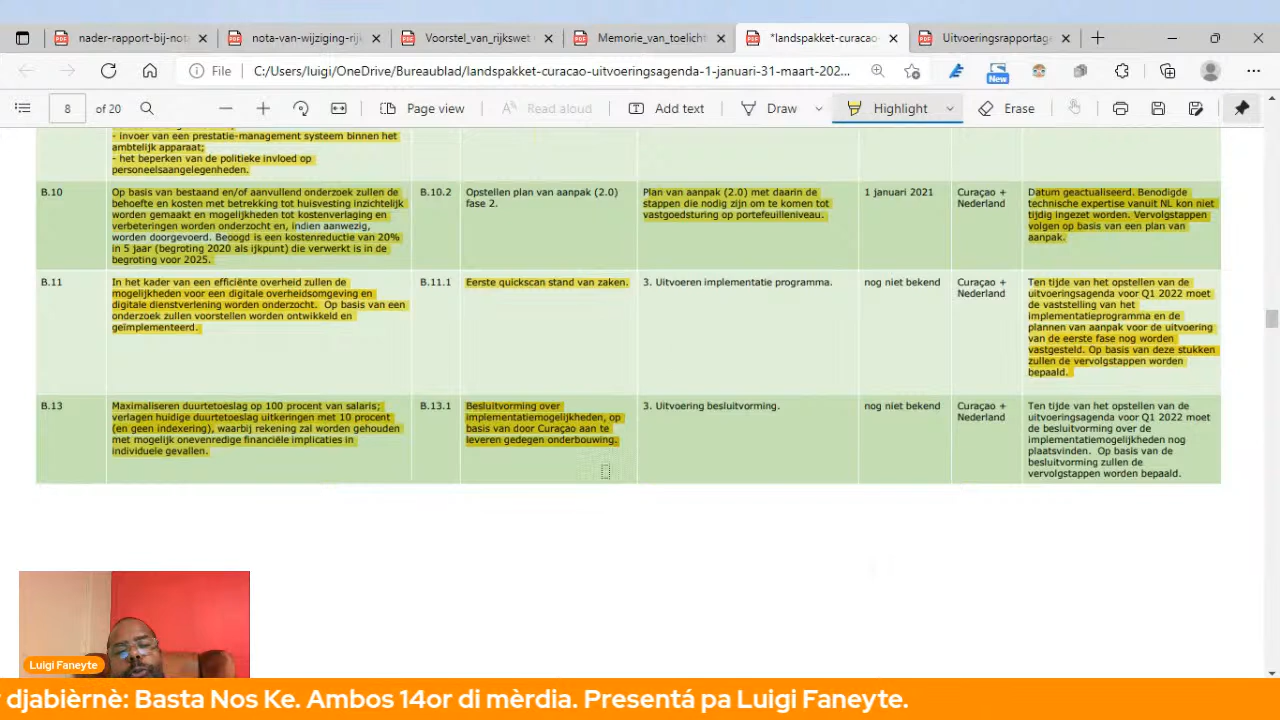 nader-rapport-bij-not
nota-van-wijziging-rij
Voorstel_van_rijkswet
Memorie_van_toelich
*landspakket-curacao-
Uitvoeringsrapportag
File
C:/Users/luigi/OneDrive/Bureaublad/landspakket-curacao-uitvoeringsagenda-1-januari-31-maart-202...
New
8 of 20
Page view
Read aloud
Add text
Draw
Highlight
Erase
- invoer van een prestatie-management systeem binnen het
ambtelijk apparaat;
- het beperken van de politieke invloed op
personeelsaangelegenheden.
B.10
Op basis van bestaand en/of aanvullend onderzoek zullen de
behoefte en kosten met betrekking tot huisvesting inzichtelijk
worden gemaakt en mogelijkheden tot kostenverlaging en
verbeteringen worden onderzocht en, indien aanwezig,
worden doorgevoerd. Beoogd is een kostenreductie van 20%
in 5 jaar (begroting 2020 als ijkpunt) die verwerkt is in de
begroting voor 2025.
B.10.2
Opstellen plan van aanpak (2.0)
fase 2.
Plan van aanpak (2.0) met daarin de
stappen die nodig zijn om te komen tot
vastgoedsturing op portefeuilleniveau.
1 januari 2021
Curaçao +
Nederland
Datum geactualiseerd. Benodigde
technische expertise vanuit NL kon niet
tijdig ingezet worden. Vervolgstappen
volgen op basis van een plan van
aanpak.
B.11
In het kader van een efficiënte overheid zullen de
mogelijkheden voor een digitale overheidsomgeving en
digitale dienstverlening worden onderzocht. Op basis van een
onderzoek zullen voorstellen worden ontwikkeld en
geïmplementeerd.
B.11.1
Eerste quickscan stand van zaken.
3. Uitvoeren implementatie programma.
nog niet bekend
Curaçao +
Nederland
Ten tijde van het opstellen van de
uitvoeringsagenda voor Q1 2022 moet
de vaststelling van het
implementatieprogramma en de
plannen van aanpak voor de uitvoering
van de eerste fase nog worden
vastgesteld. Op basis van deze stukken
zullen de vervolgstappen worden
bepaald.
B.13
Maximaliseren duurtetoeslag op 100 procent van salaris;
verlagen huidige duurtetoeslag uitkeringen met 10 procent
(en geen indexering), waarbij rekening zal worden gehouden
met mogelijk onevenredige financiële implicaties in
individuele gevallen.
B.13.1
Besluitvorming over
implementatiemogelijkheden, op
basis van door Curaçao aan te
leveren gedegen onderbouwing.
3. Uitvoering besluitvorming.
nog niet bekend
Curaçao +
Nederland
Ten tijde van het opstellen van de
uitvoeringsagenda voor Q1 2022 moet
de besluitvorming over de
implementatiemogelijkheden nog
plaatsvinden. Op basis van de
besluitvorming zullen de
vervolgstappen worden bepaald.
Luigi Faneyte
djabièrnè: Basta Nos Ke. Ambos 14or di mèrdia. Presentá pa Luigi Faneyte.